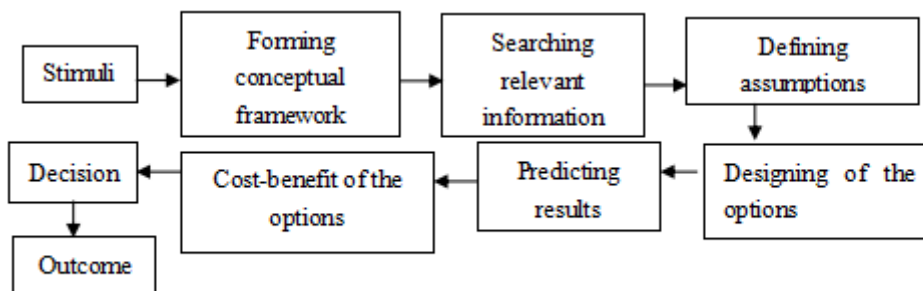 Stimuli
Forming
conceptual
framework
Searching
relevant
information
Defining
assumptions
Designing of the
options
Predicting
results
Cost-benefit of the
options
Decision
Outcome